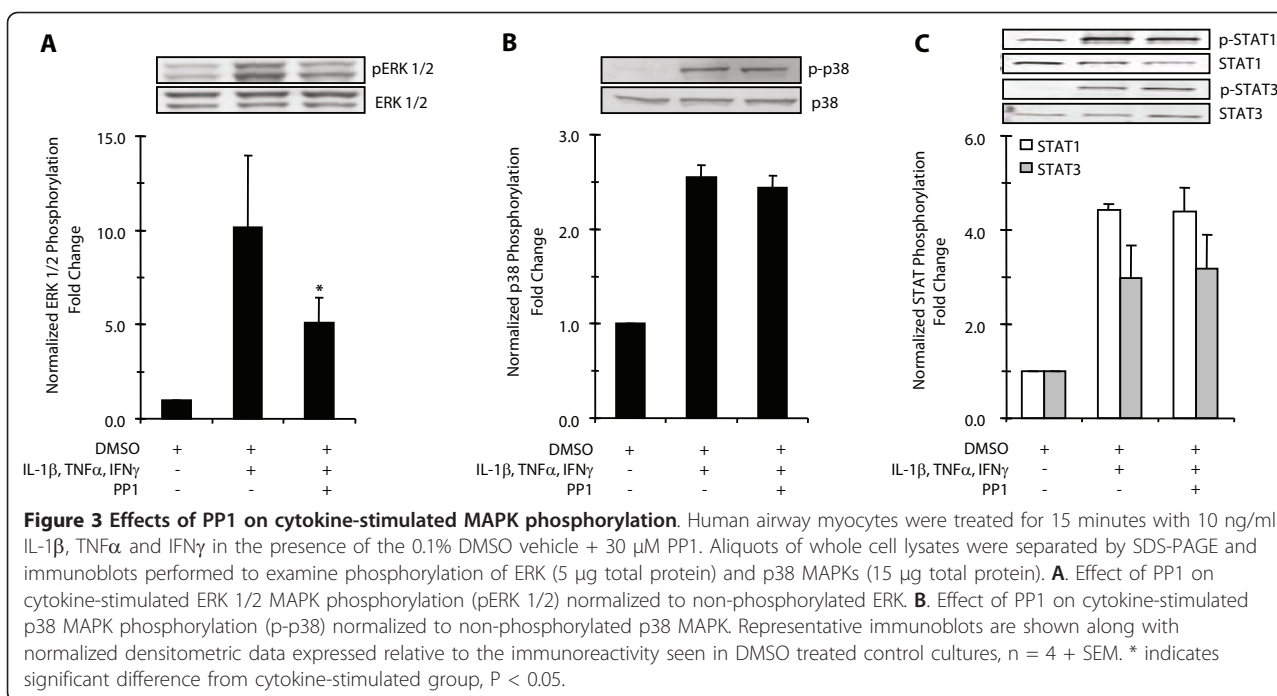 A
pERK 1/2
ERK 1/2
15.0
10.0
5.0
0.0
Normalized ERK 1/2 Phosphorylation
Fold Change
*
DMSO + + +
IL-1β, TNFα, IFNγ - + +
PP1 - - +
B
p-p38
p38
3.0
2.0
1.0
0.0
Normalized p38 Phosphorylation
Fold Change
DMSO + + +
IL-1β, TNFα, IFNγ - + +
PP1 - - +
C
p-STAT1
STAT1
p-STAT3
STAT3
6.0
4.0
2.0
0.0
STAT1
STAT3
Normalized STAT Phosphorylation
Fold Change
DMSO + + +
IL-1β, TNFα, IFNγ - + +
PP1 - - +
Figure 3 Effects of PP1 on cytokine-stimulated MAPK phosphorylation. Human airway myocytes were treated for 15 minutes with 10 ng/ml
IL-1β, TNFα and IFNγ in the presence of the 0.1% DMSO vehicle + 30 μM PP1. Aliquots of whole cell lysates were separated by SDS-PAGE and
immunoblots performed to examine phosphorylation of ERK (5 μg total protein) and p38 MAPKs (15 μg total protein). A. Effect of PP1 on
cytokine-stimulated ERK 1/2 MAPK phosphorylation (pERK 1/2) normalized to non-phosphorylated ERK. B. Effect of PP1 on cytokine-stimulated
p38 MAPK phosphorylation (p-p38) normalized to non-phosphorylated p38 MAPK. Representative immunoblots are shown along with
normalized densitometric data expressed relative to the immunoreactivity seen in DMSO treated control cultures, n = 4 + SEM. * indicates
significant difference from cytokine-stimulated group, P < 0.05.